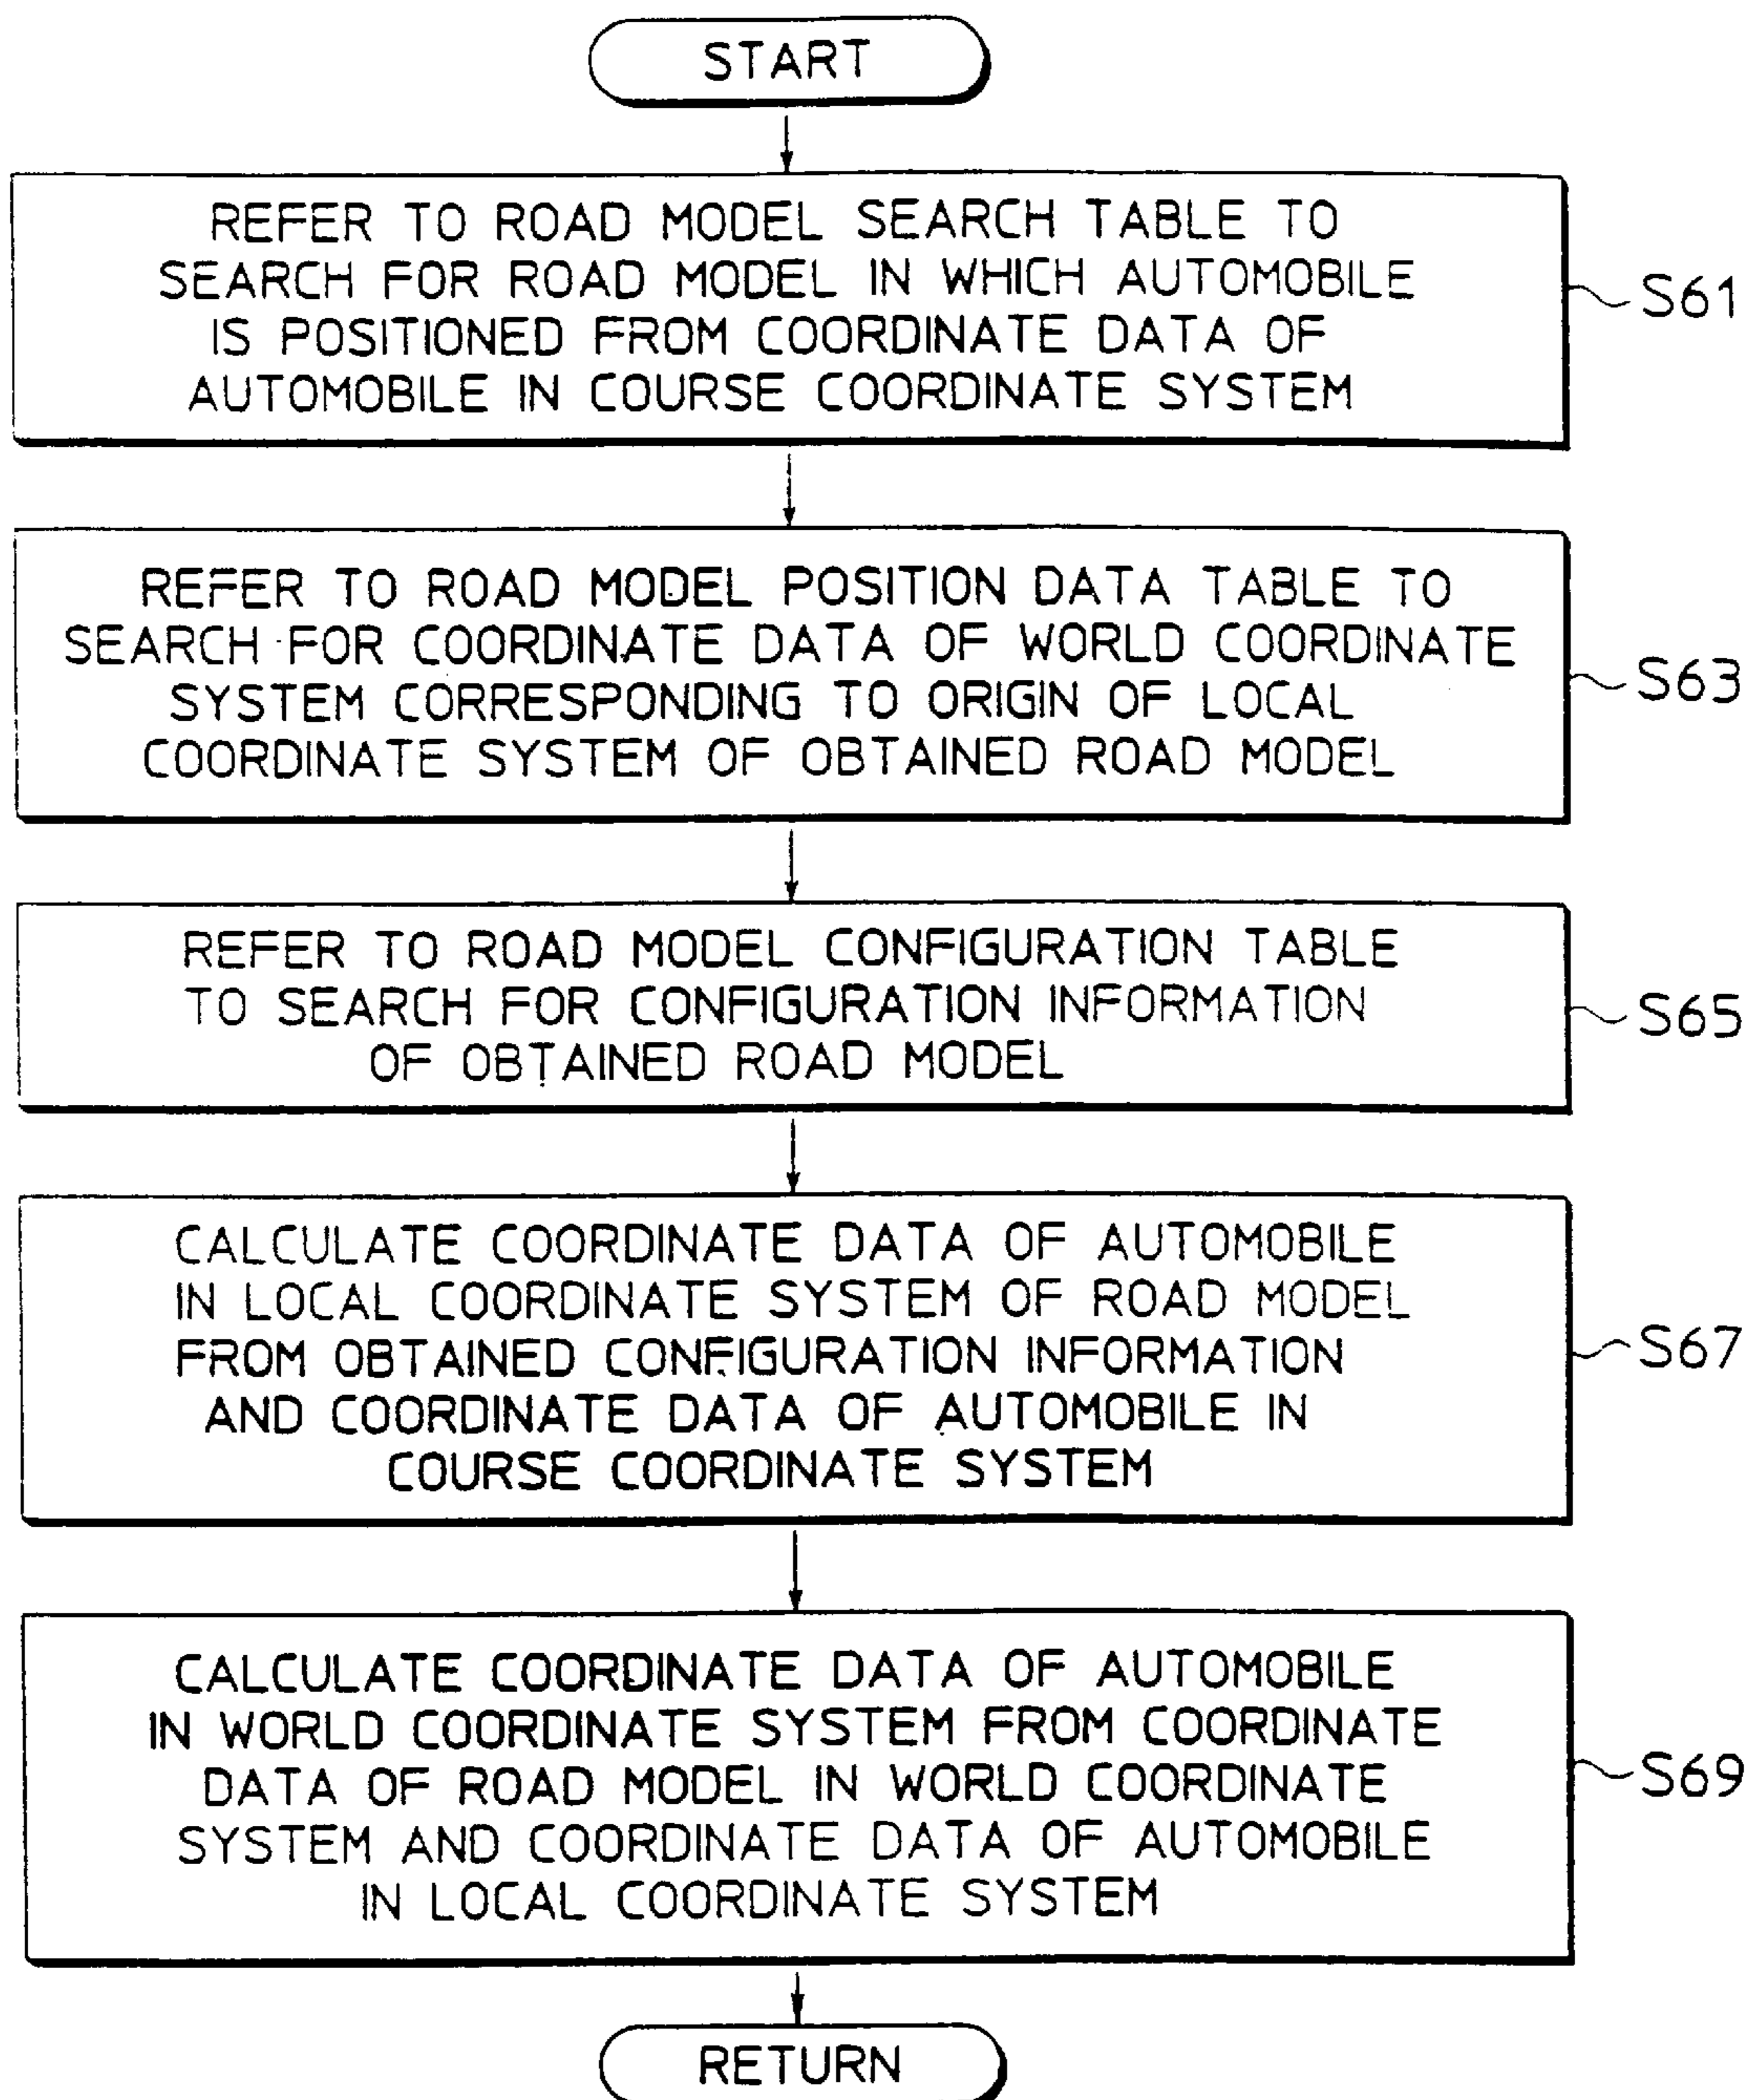 START
REFER TO ROAD MODEL SEARCH TABLE TO
SEARCH FOR ROAD MODEL IN WHICH AUTOMOBILE
IS POSITIONED FROM COORDINATE DATA OF
AUTOMOBILE IN COURSE COORDINATE SYSTEM
S61
REFER TO ROAD MODEL POSITION DATA TABLE TO
SEARCH FOR COORDINATE DATA OF WORLD COORDINATE
SYSTEM CORRESPONDING TO ORIGIN OF LOCAL
COORDINATE SYSTEM OF OBTAINED ROAD MODEL
S63
REFER TO ROAD MODEL CONFIGURATION TABLE
TO SEARCH FOR CONFIGURATION INFORMATION
OF OBTAINED ROAD MODEL
S65
CALCULATE COORDINATE DATA OF AUTOMOBILE
IN LOCAL COORDINATE SYSTEM OF ROAD MODEL
FROM OBTAINED CONFIGURATION INFORMATION
AND COORDINATE DATA OF AUTOMOBILE IN
COURSE COORDINATE SYSTEM
S67
CALCULATE COORDINATE DATA OF AUTOMOBILE
IN WORLD COORDINATE SYSTEM FROM COORDINATE
DATA OF ROAD MODEL IN WORLD COORDINATE
SYSTEM AND COORDINATE DATA OF AUTOMOBILE
IN LOCAL COORDINATE SYSTEM
S69
RETURN